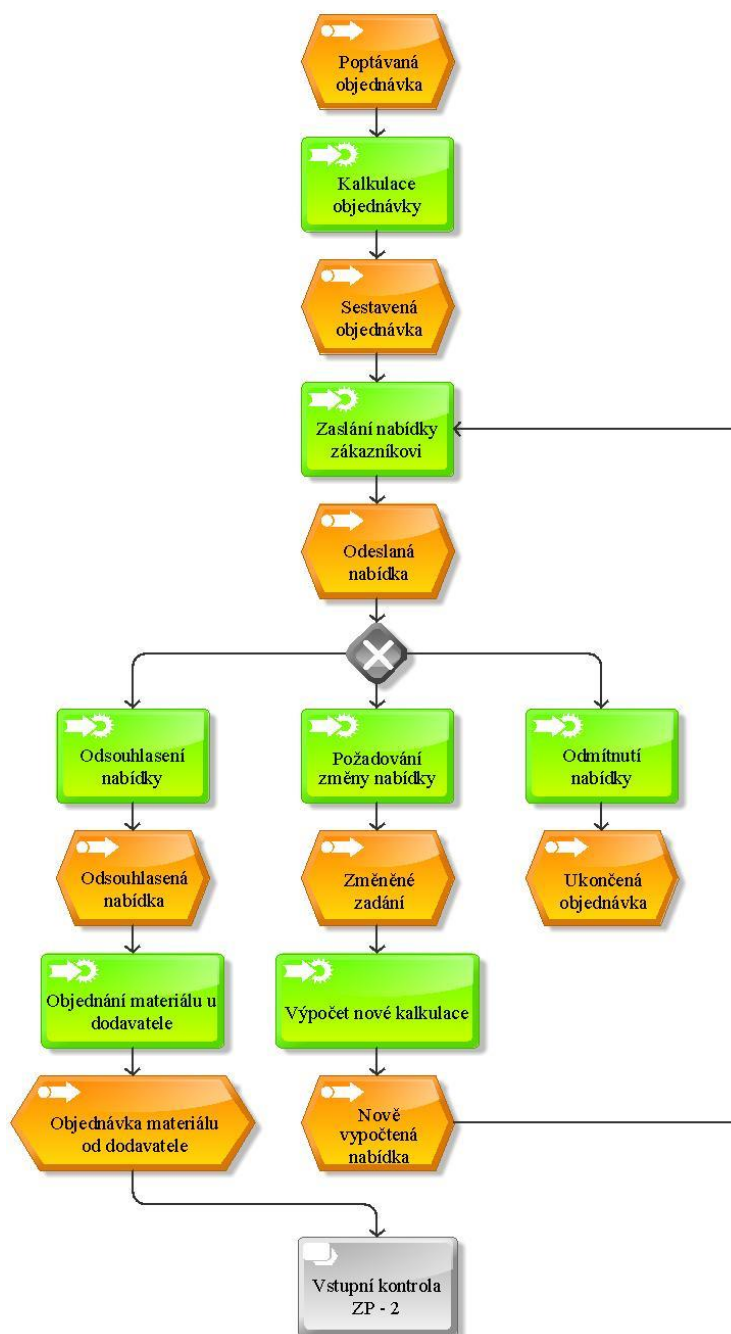 Poptávaná
objednávka
Kalkulace
objednávky
Sestavená
objednávka
Zaslání nabídky
zákazníkovi
Odeslaná
nabídka
Odsouhlasení
nabídky
Požadování
změny nabídky
Odmítnutí
nabídky
Odsouhlasená
nabídka
Změněné
zadání
Ukončená
objednávka
Objednání materiálu u
dodavatele
Výpočet nové kalkulace
Objednávka materiálu
od dodavatele
Nově
vypočtená
nabídka
Vstupní kontrola
ZP - 2